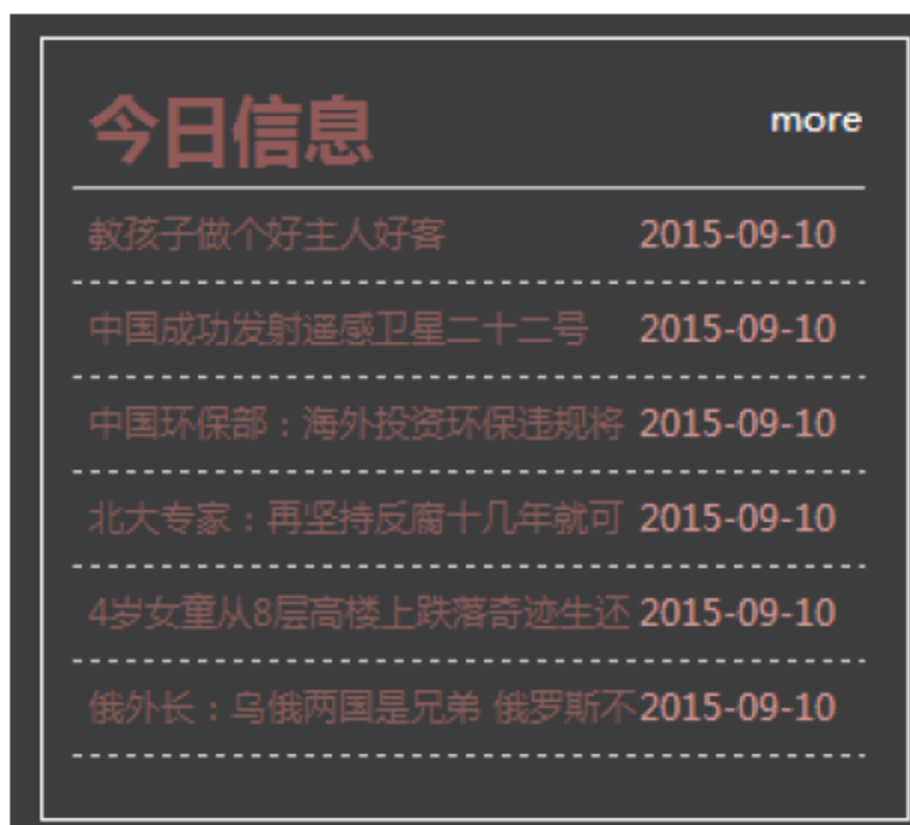 今日信息 more
教孩子做个好主人好客 2015-09-10
中国成功发射遥感卫星二十二号 2015-09-10
中国环保部：海外投资环保违规将 2015-09-10
北大专家：再坚持反腐十几年就可 2015-09-10
4岁女童从8层高楼上跌落奇迹生还 2015-09-10
俄外长：乌俄两国是兄弟 俄罗斯不 2015-09-10